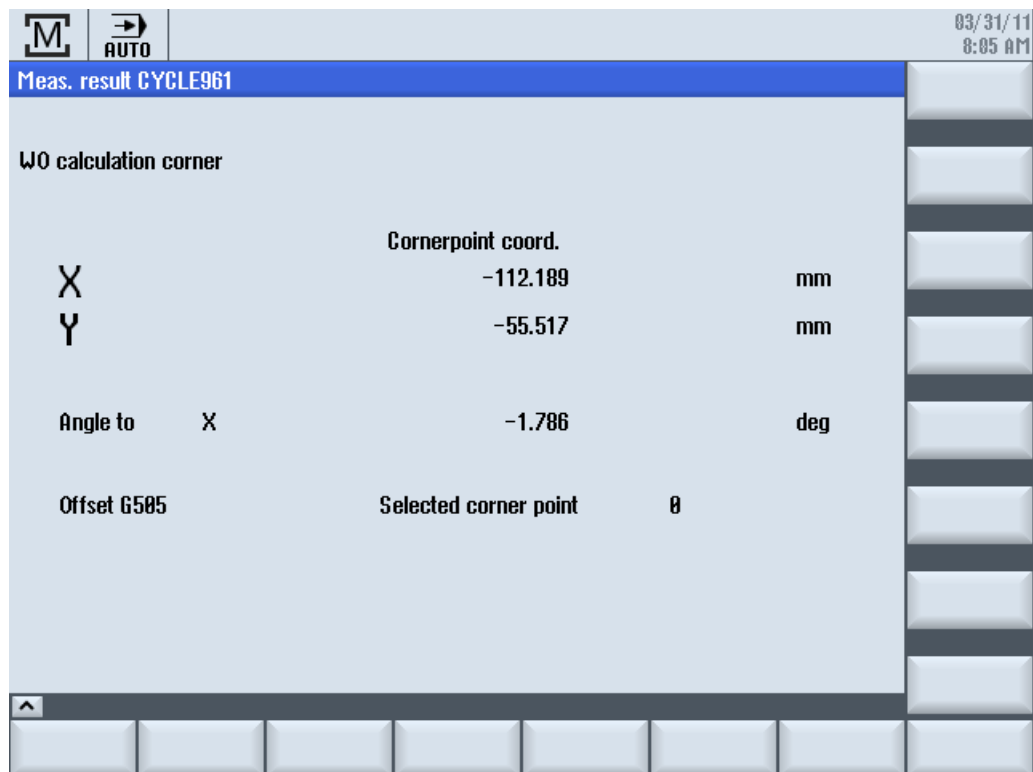 M
AUTO
03/31/11
8:05 AM
Meas. result CYCLE961
WO calculation corner
Cornerpoint coord.
X -112.189 mm
Y -55.517 mm
Angle to X -1.786 deg
Offset G505 Selected corner point 0